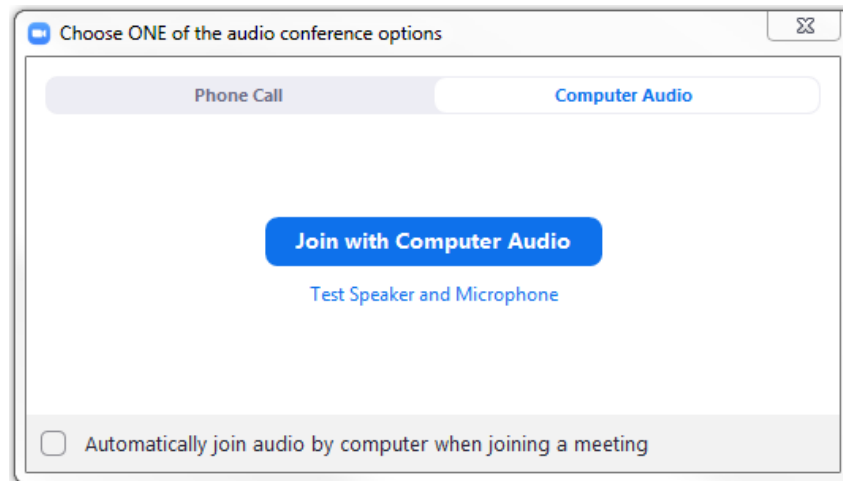 Choose ONE of the audio conference options
Phone Call Computer Audio
Join with Computer Audio
Test Speaker and Microphone
Automatically join audio by computer when joining a meeting